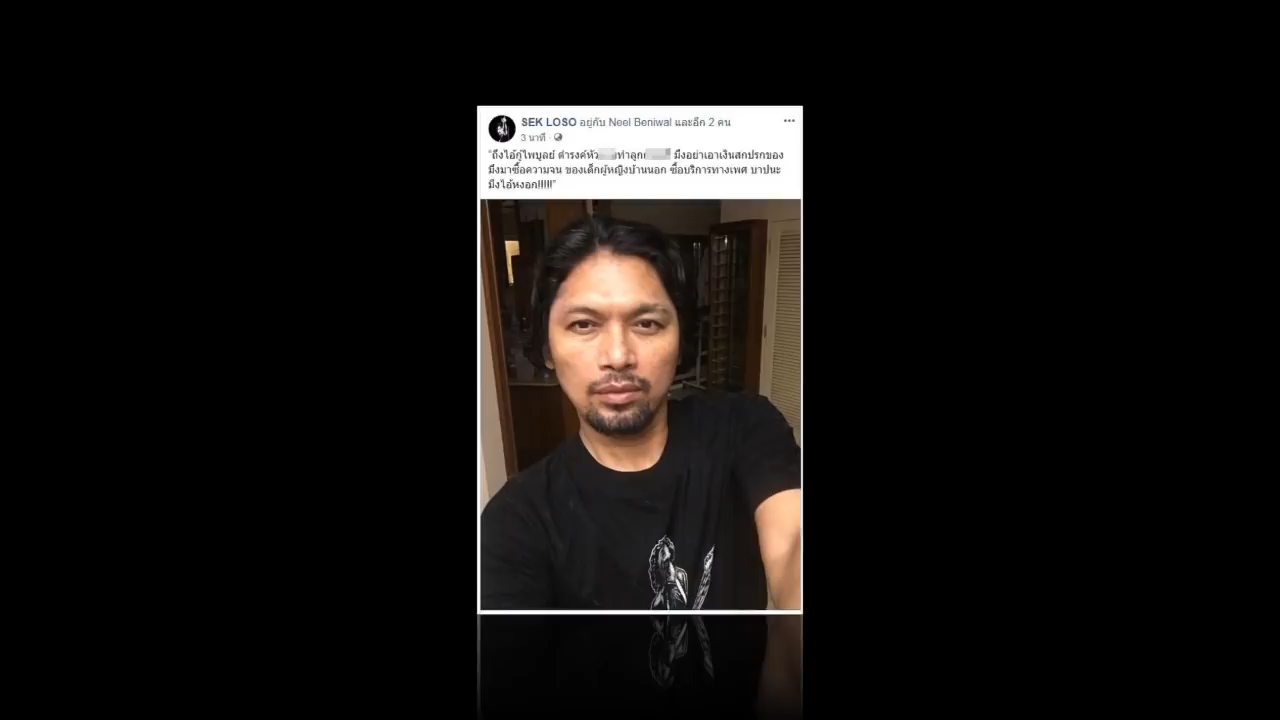 SEK LOSO อยู่กับ Neel Beniwal และอีก 2 คน
3 นาที
"ถึงไอ้กู๋ไพบูลย์ ดำรงค์หัว ทำลูก มึงอย่าเอาเงินสกปรกของ
มึงมาซื้อความจน ของเด็กผู้หญิงบ้านนอก ซื้อบริการทางเพศ บาปนะ
มึงไอ้หงอก!!!!!"